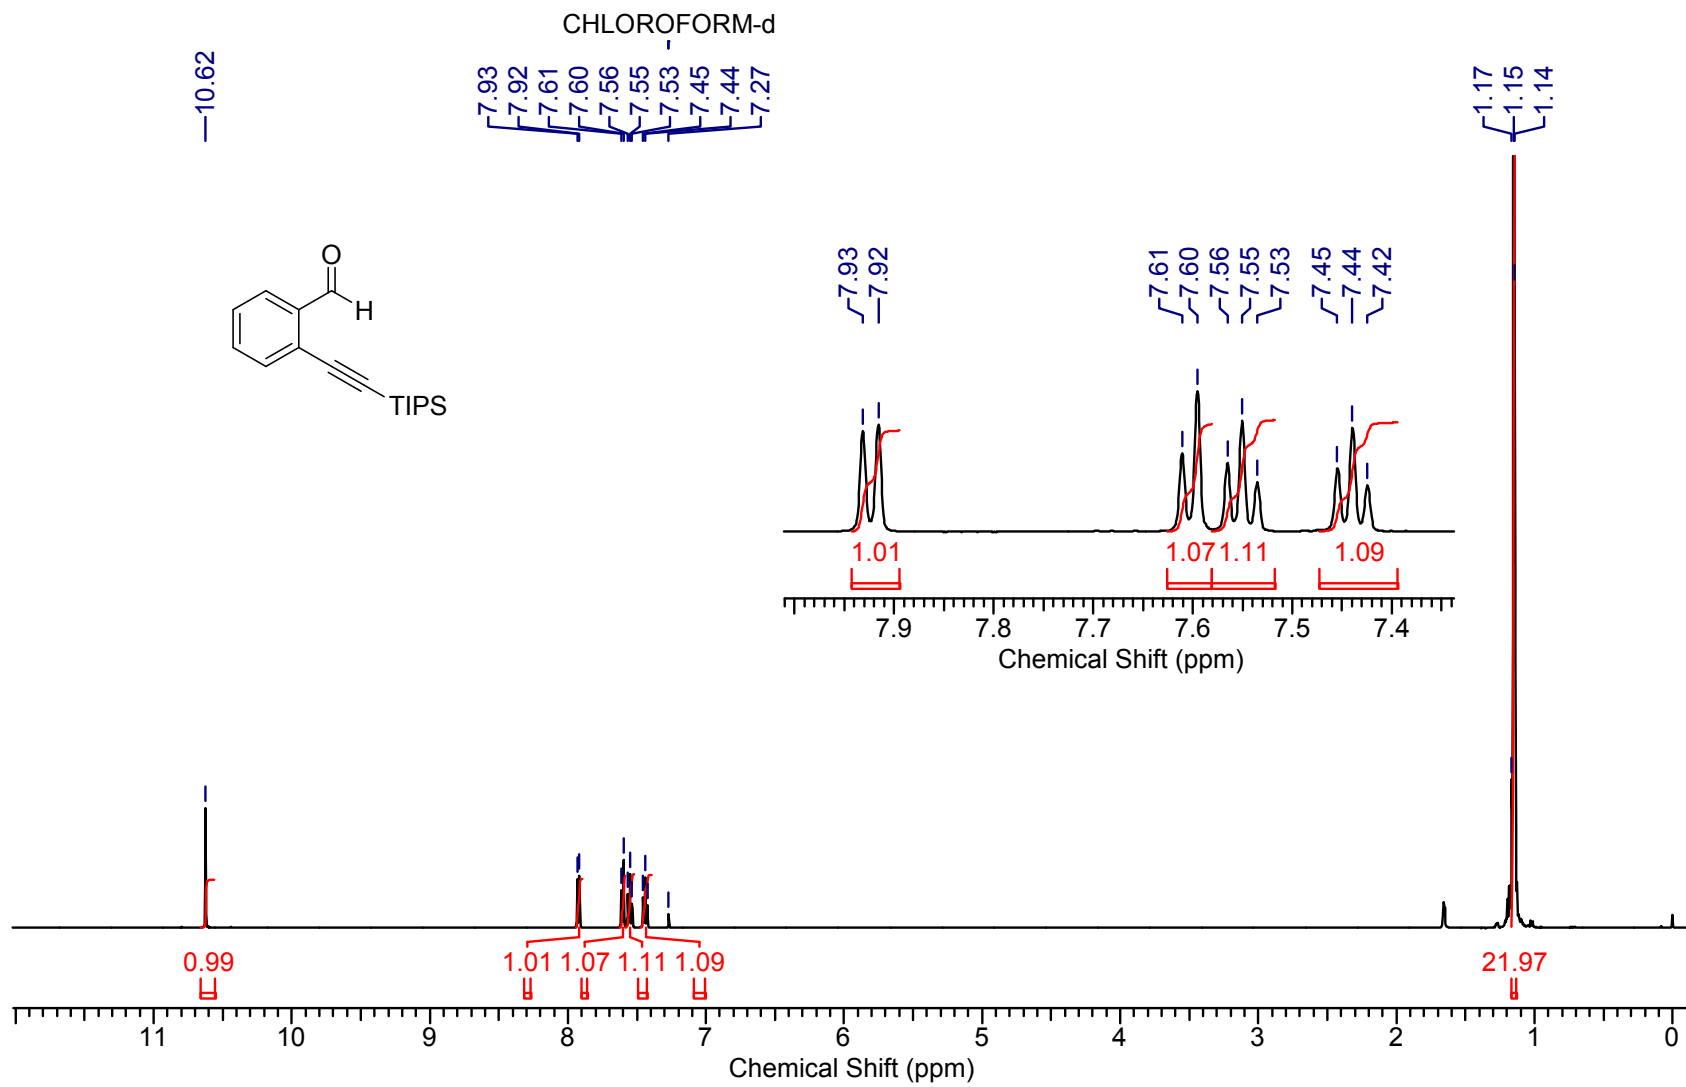 CHLOROFORM-d
10.62
7.93
7.92
7.61
7.60
7.56
7.55
7.53
7.45
7.44
7.27
1.17
1.15
1.14
O
H
TIPS
7.93
7.92
7.61
7.60
7.56
7.55
7.53
7.45
7.44
7.42
1.01 1.07 1.11 1.09
7.9 7.8 7.7 7.6 7.5 7.4
Chemical Shift (ppm)
0.99 1.01 1.07 1.11 1.09 21.97
11 10 9 8 7 6 5 4 3 2 1 0
Chemical Shift (ppm)